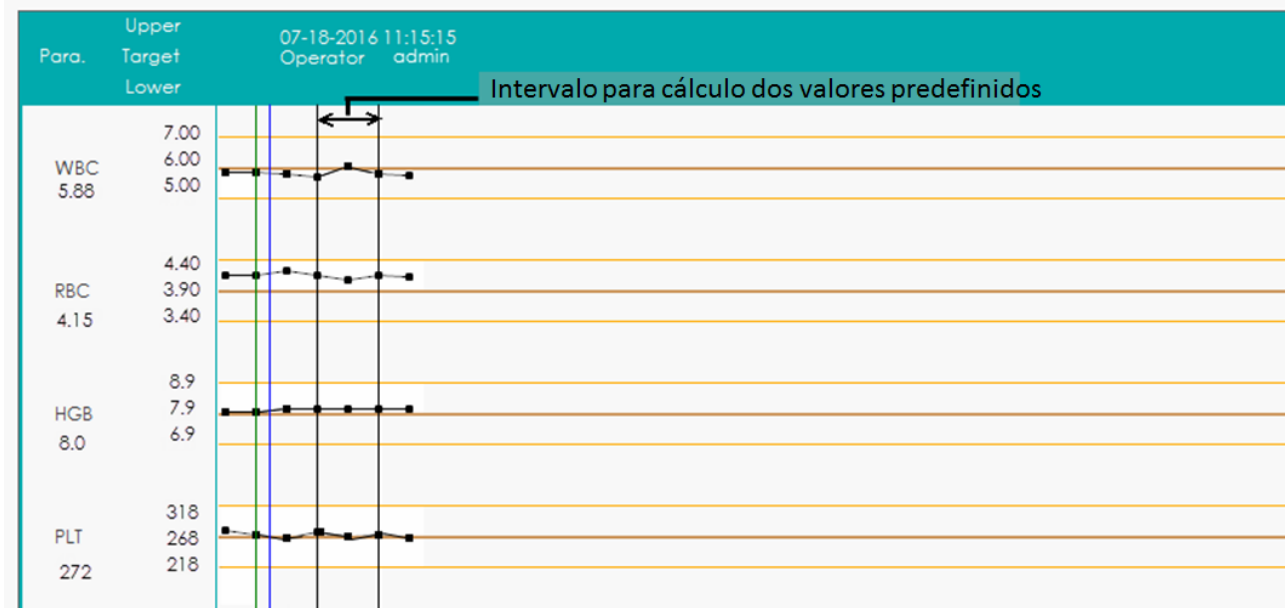 Upper
07-18-2016 11:15:15
Para. Target Operator admin
Lower
Intervalo para cálculo dos valores predefinidos
7.00
WBC 6.00
5.88 5.00
4.40
RBC 3.90
4.15 3.40
8.9
HGB 7.9
8.0 6.9
318
PLT 268
272 218